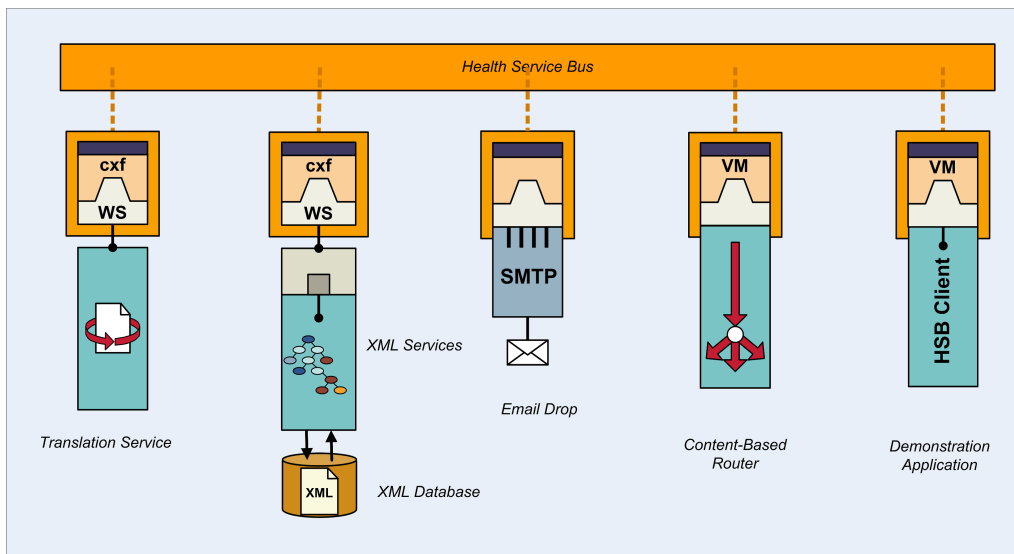 Health Service Bus
cxf
WS
cxf
WS
VM
VM
SMTP
HSB Client
XML Services
Email Drop
Translation Service
Content-Based
Router
Demonstration
Application
XML
XML Database